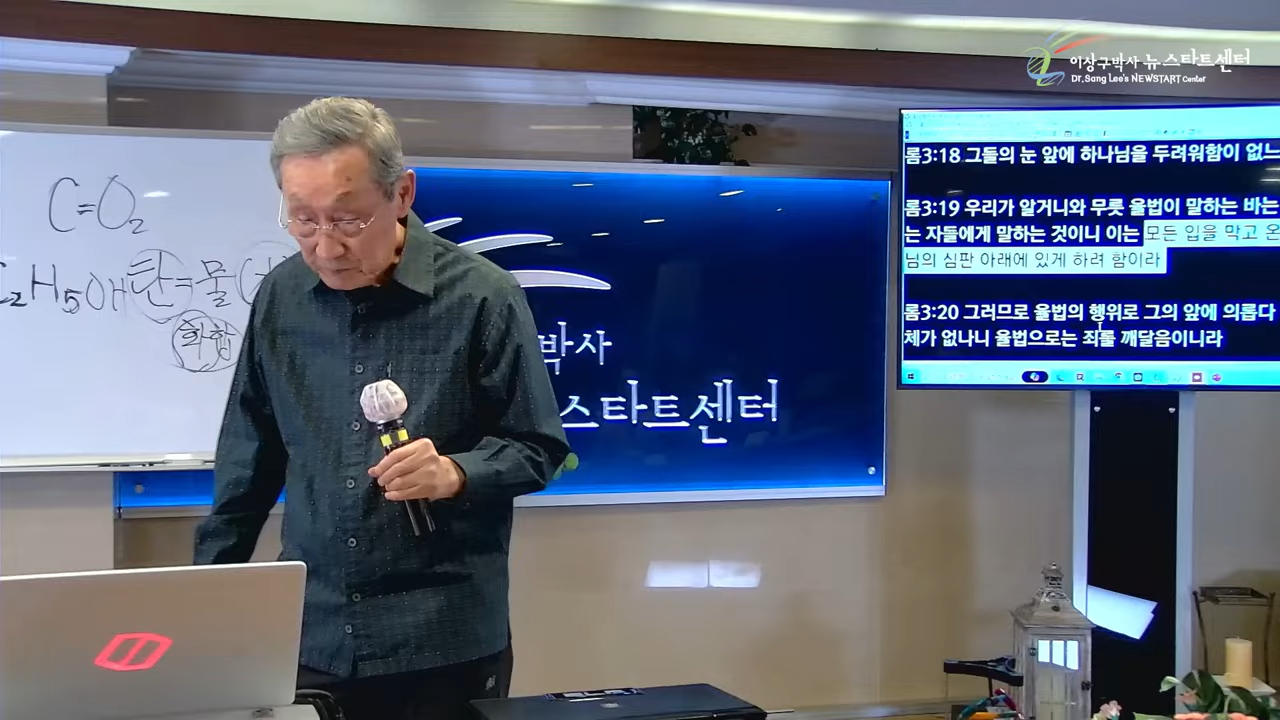 이상구박사 뉴스타트센터
Dr. Sang Lee's NEWSTART Center
C=O₂
C₂H₅OH 탄=물
화합
박사
스타트센터
롬3:18 그들의 눈 앞에 하나님을 두려워함이 없느
롬3:19 우리가 알거니와 무릇 율법이 말하는 바는
는 자들에게 말하는 것이니 이는 모든 입을 막고 온
님의 심판 아래에 있게 하려 함이라
롬3:20 그러므로 율법의 행위로 그의 앞에 의롭다
체가 없나니 율법으로는 죄를 깨달음이니라